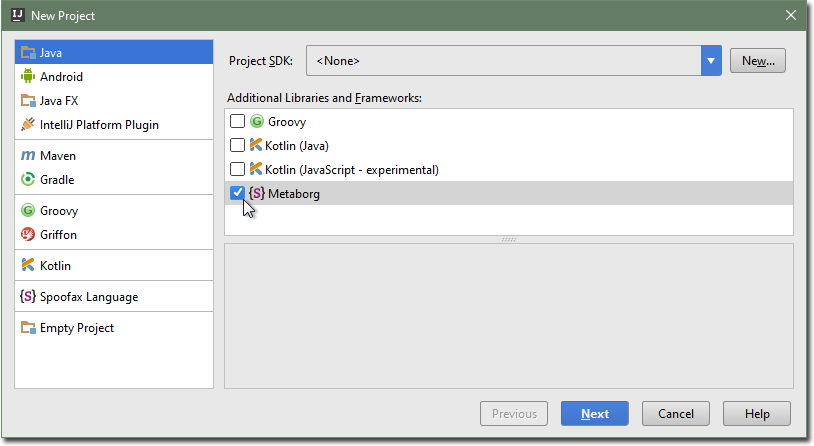 New Project
Java
Android
Java FX
IntelliJ Platform Plugin
Maven
Gradle
Groovy
Griffon
Kotlin
Spoofax Language
Empty Project
Project SDK: <None> New...
Additional Libraries and Frameworks:
Groovy
Kotlin (Java)
Kotlin (JavaScript - experimental)
Metaborg
Previous Next Cancel Help